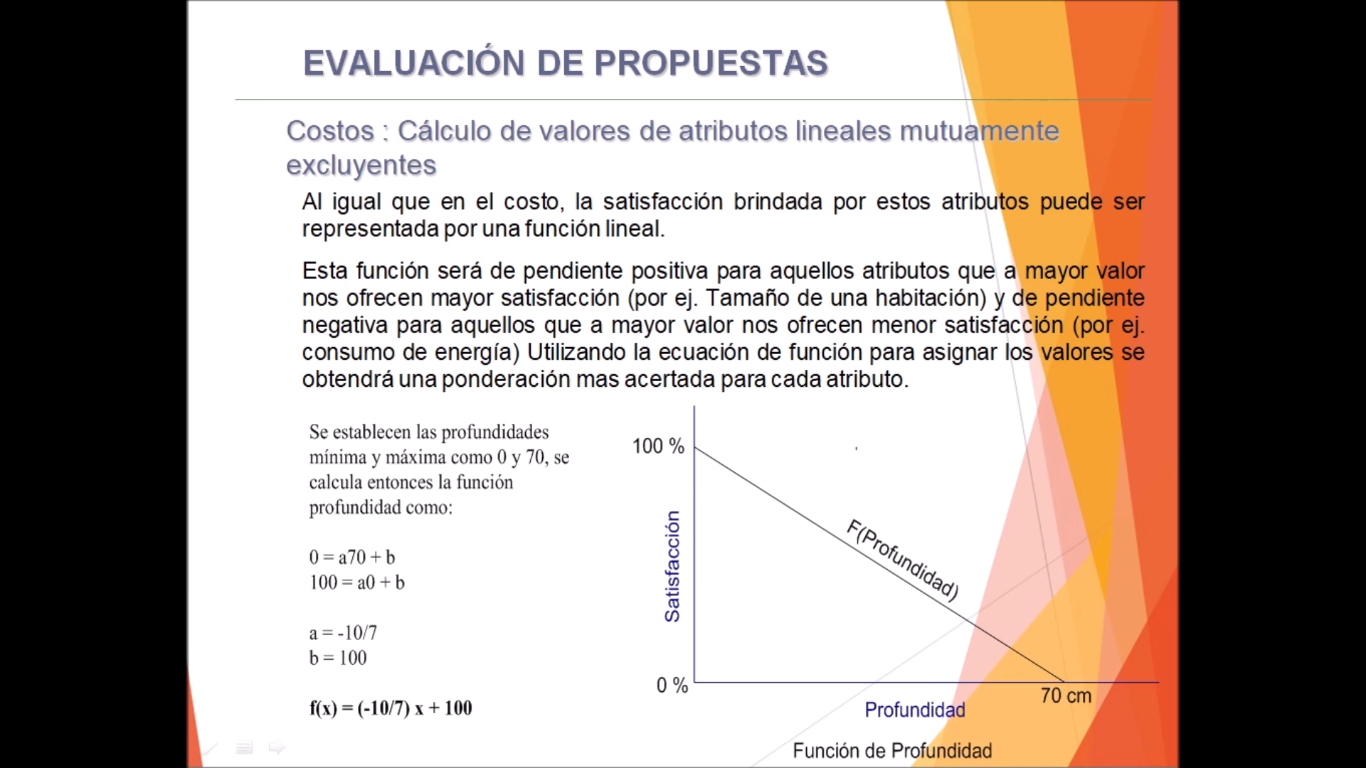 EVALUACIÓN DE PROPUESTAS
Costos : Cálculo de valores de atributos lineales mutuamente
excluyentes
Al igual que en el costo, la satisfacción brindada por estos atributos puede ser
representada por una función lineal.
Esta función será de pendiente positiva para aquellos atributos que a mayor valor
nos ofrecen mayor satisfacción (por ej. Tamaño de una habitación) y de pendiente
negativa para aquellos que a mayor valor nos ofrecen menor satisfacción (por ej.
consumo de energía) Utilizando la ecuación de función para asignar los valores se
obtendrá una ponderación mas acertada para cada atributo.
Se establecen las profundidades
mínima y máxima como 0 y 70, se
calcula entonces la función
profundidad como:
0 = a70 + b
100 = a0 + b
a = -10/7
b = 100
f(x) = (-10/7) x + 100
100 %
Satisfacción
F(Profundidad)
0 %
70 cm
Profundidad
Función de Profundidad